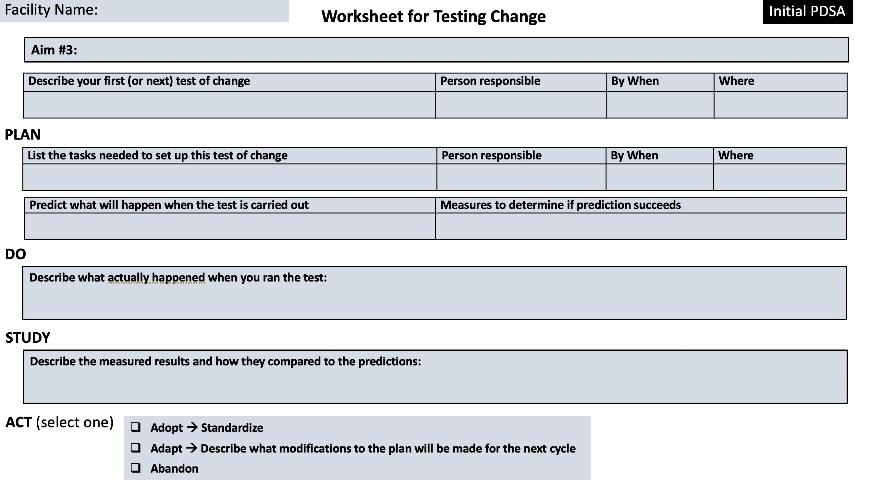 Facility Name:
Worksheet for Testing Change
Initial PDSA
Aim #3:
Describe your first (or next) test of change Person responsible By When Where
PLAN
List the tasks needed to set up this test of change Person responsible By When Where
Predict what will happen when the test is carried out Measures to determine if prediction succeeds
DO
Describe what actually happened when you ran the test:
STUDY
Describe the measured results and how they compared to the predictions:
ACT (select one)
❑ Adopt → Standardize
❑ Adapt → Describe what modifications to the plan will be made for the next cycle
❑ Abandon